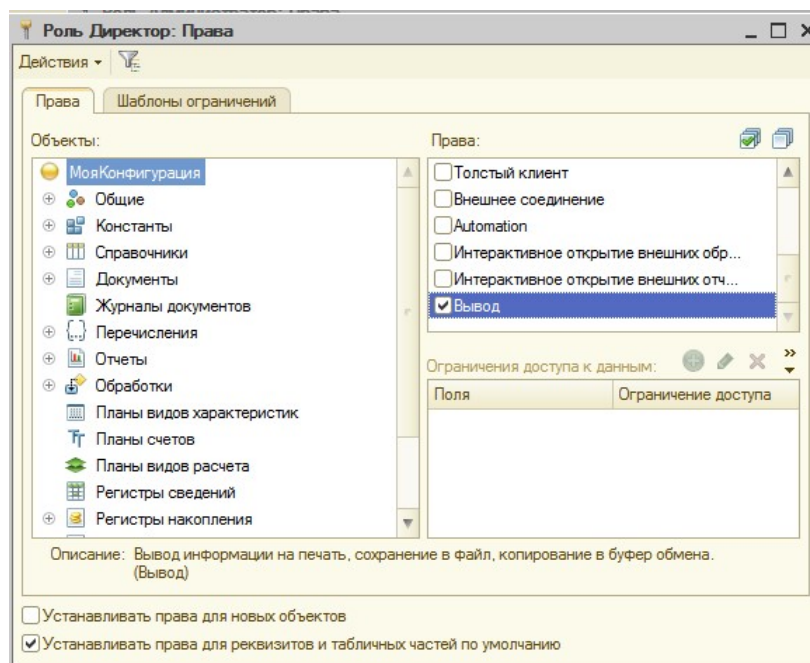 Роль Директор: Права
Действия
Права
Шаблоны ограничений
Объекты:
МояКонфигурация
Общие
Константы
Справочники
Документы
Журналы документов
Перечисления
Отчеты
Обработки
Планы видов характеристик
Планы счетов
Планы видов расчета
Регистры сведений
Регистры накопления
Права:
Толстый клиент
Внешнее соединение
Automation
Интерактивное открытие внешних обр...
Интерактивное открытие внешних отч...
Вывод
Ограничения доступа к данным:
Поля
Ограничение доступа
Описание: Вывод информации на печать, сохранение в файл, копирование в буфер обмена.
(Вывод)
Устанавливать права для новых объектов
Устанавливать права для реквизитов и табличных частей по умолчанию